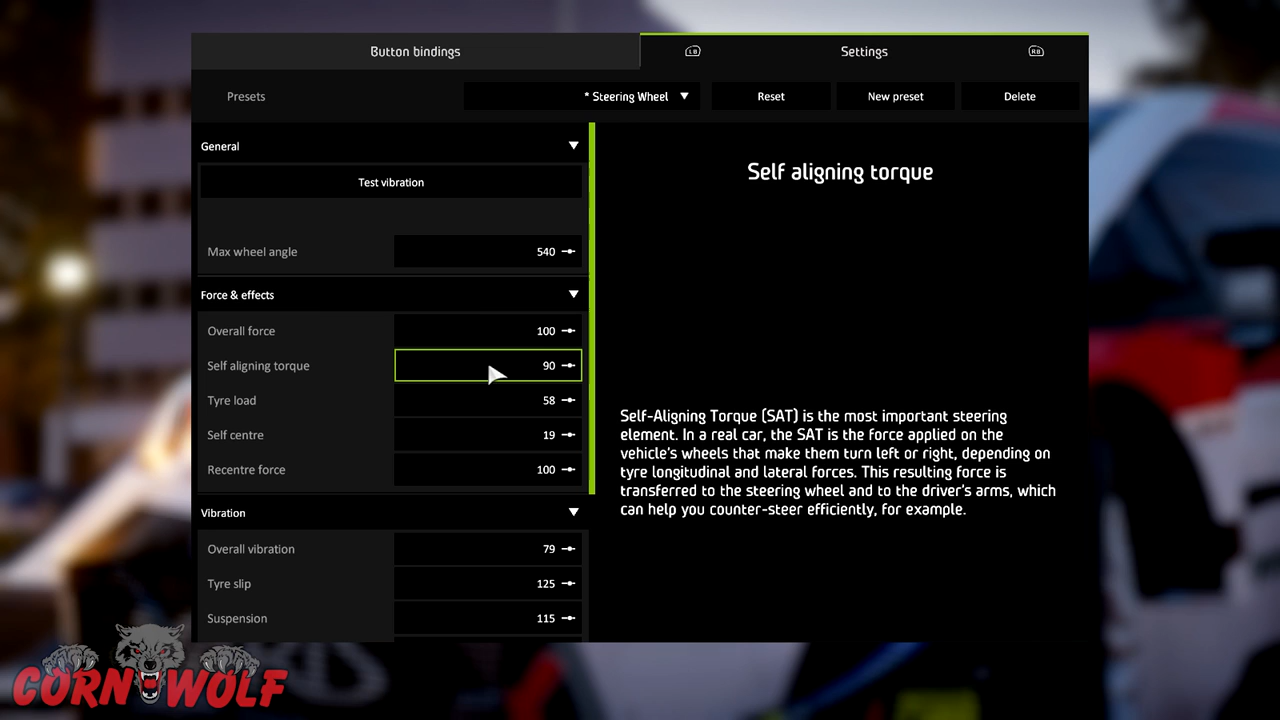 Button bindings
LB
Settings
RB
Presets
* Steering Wheel
Reset
New preset
Delete
General
Test vibration
Max wheel angle 540
Force & effects
Overall force 100
Self aligning torque 90
Tyre load 58
Self centre 19
Recentre force 100
Vibration
Overall vibration 79
Tyre slip 125
Suspension 115
Self aligning torque
Self-Aligning Torque (SAT) is the most important steering
element. In a real car, the SAT is the force applied on the
vehicle's wheels that make them turn left or right, depending on
tyre longitudinal and lateral forces. This resulting force is
transferred to the steering wheel and to the driver's arms, which
can help you counter-steer efficiently, for example.
CORN WOLF